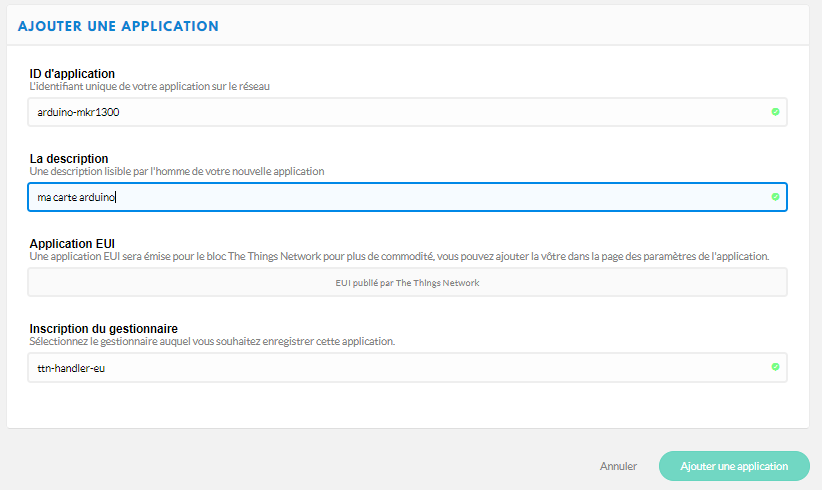 AJOUTER UNE APPLICATION
ID d'application
L'identifiant unique de votre application sur le réseau
arduino-mkr1300
La description
Une description lisible par l'homme de votre nouvelle application
ma carte arduino
Application EUI
Une application EUI sera émise pour le bloc The Things Network pour plus de commodité, vous pouvez ajouter la vôtre dans la page des paramètres de l'application.
EUI publié par The Things Network
Inscription du gestionnaire
Sélectionnez le gestionnaire auquel vous souhaitez enregistrer cette application.
ttn-handler-eu
Annuler
Ajouter une application